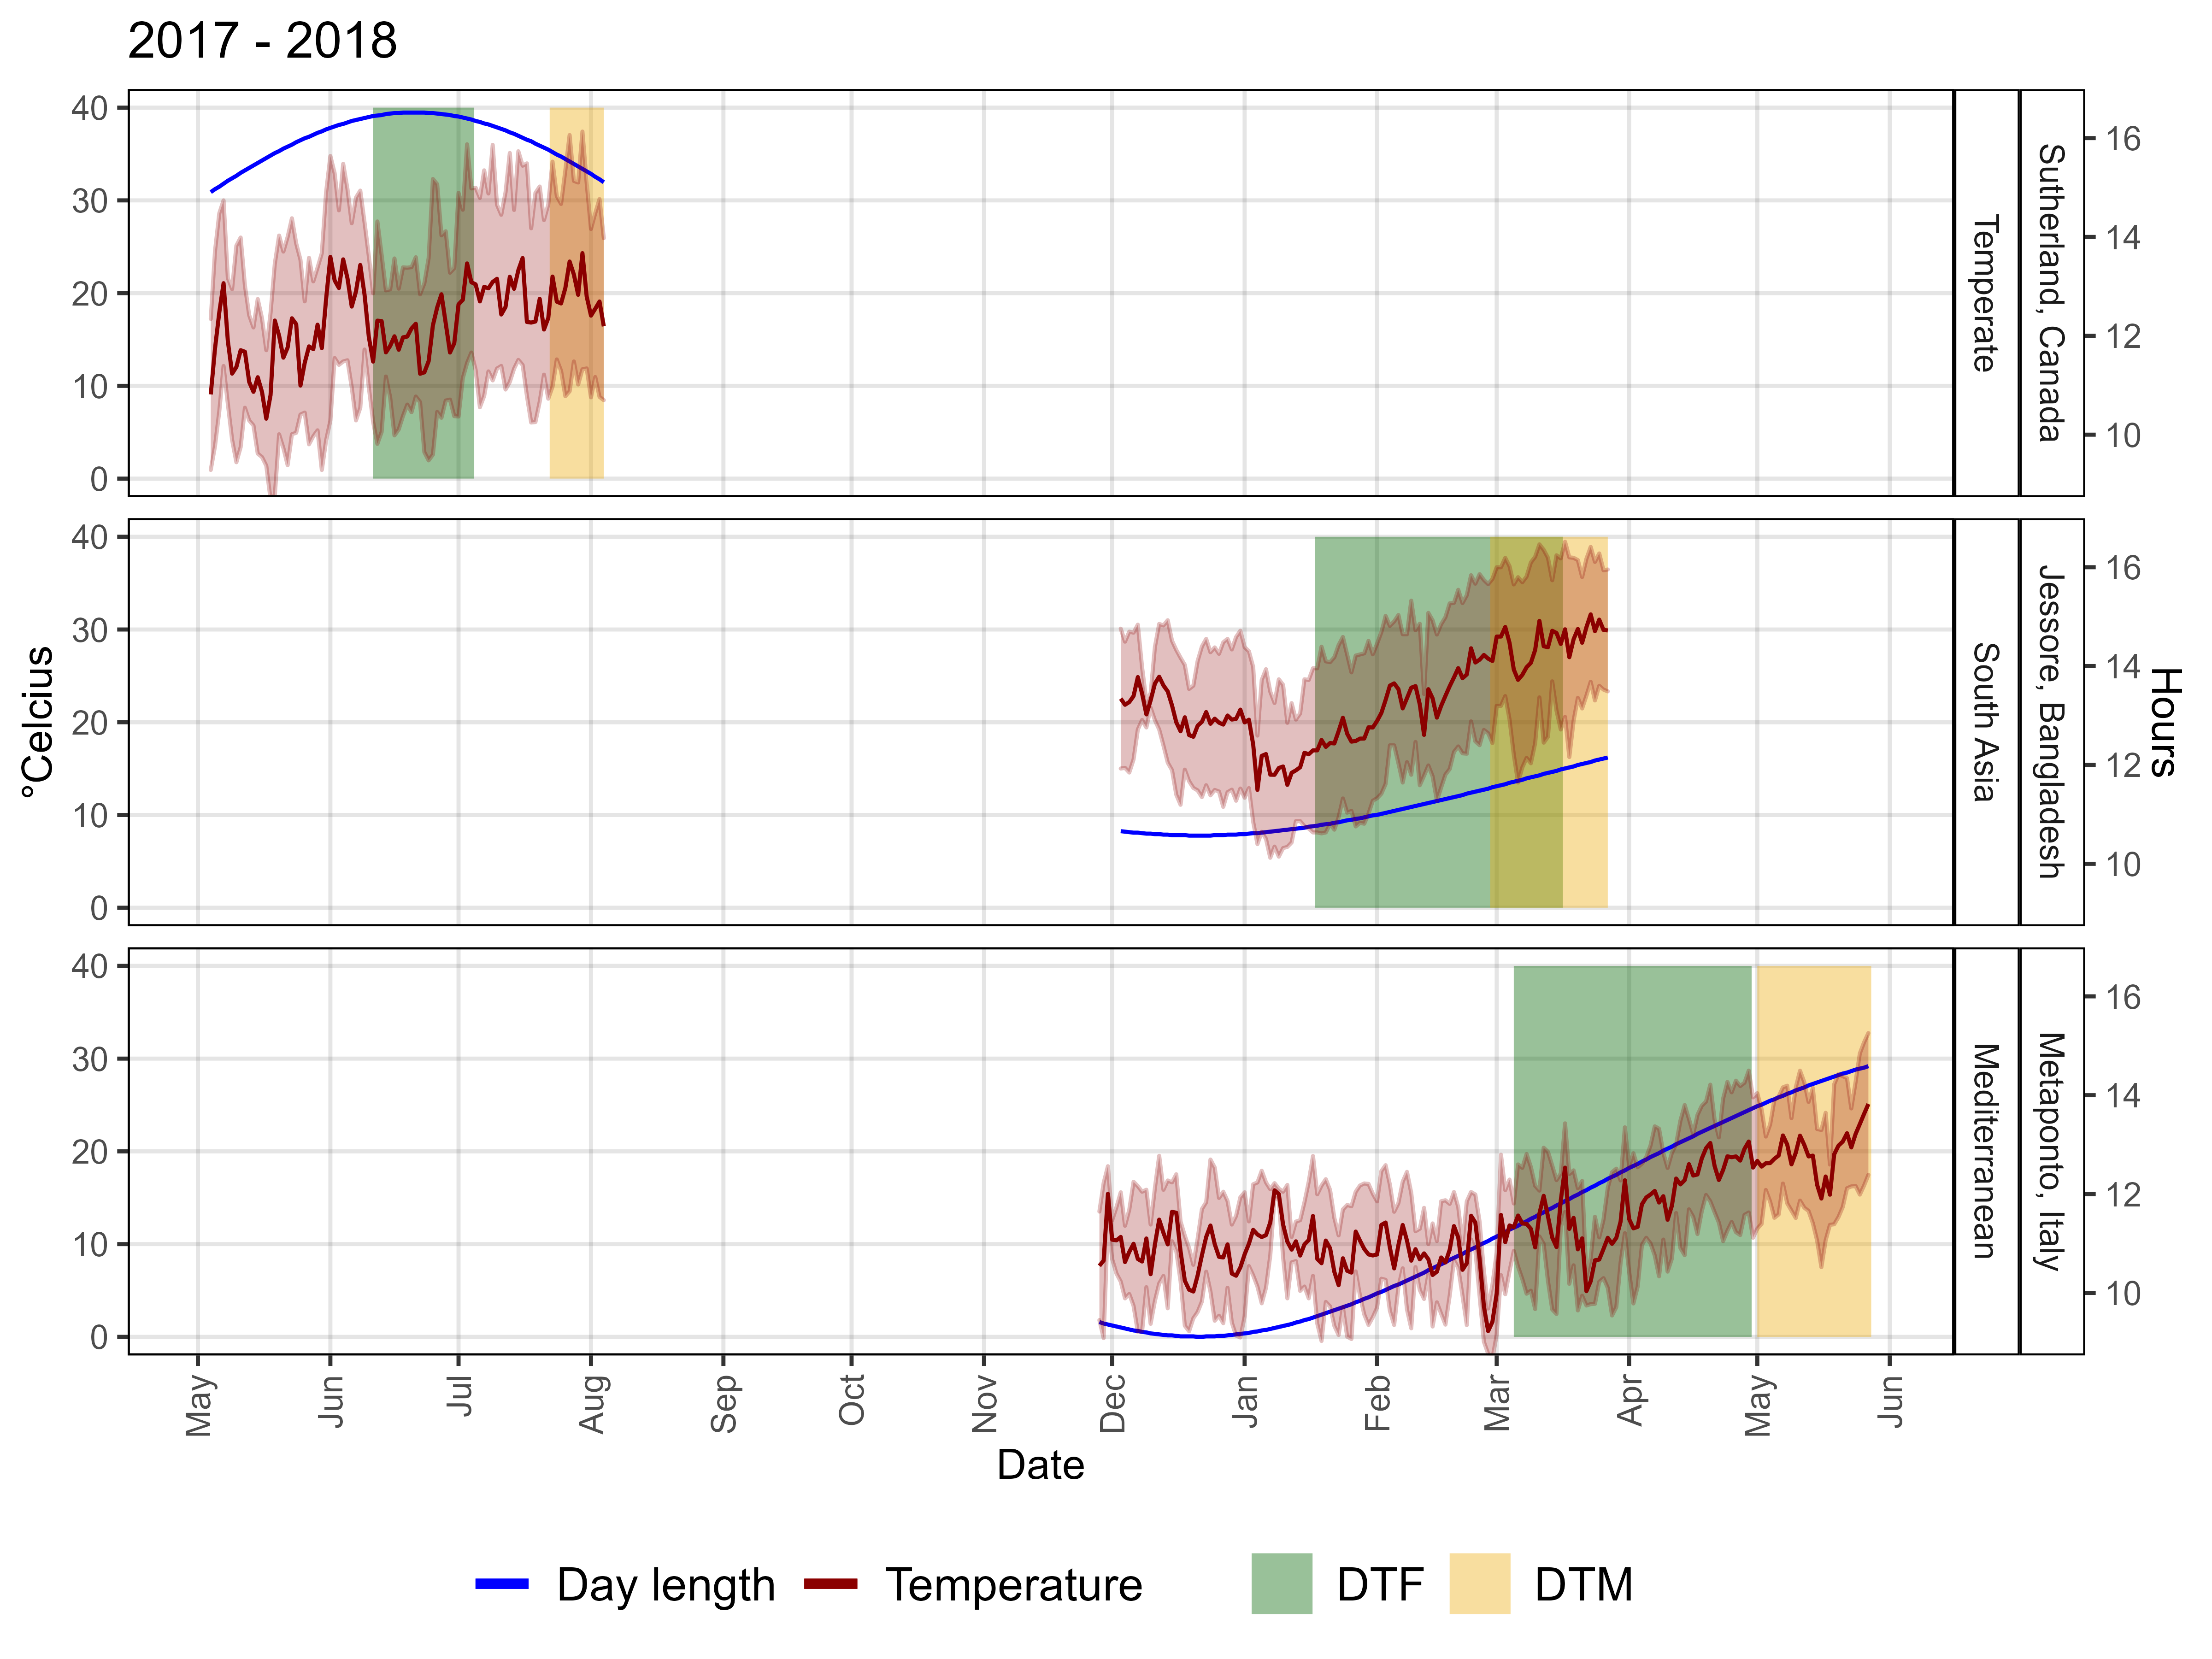 2017 - 2018
40
30
20
10
0
Temperate
Sutherland, Canada
16
14
12
10
40
30
20
10
0
South Asia
Jessore, Bangladesh
16
14
12
10
°Celcius
Hours
40
30
20
10
0
Mediterranean
Metaponto, Italy
16
14
12
10
May Jun Jul Aug Sep Oct Nov Dec Jan Feb Mar Apr May Jun
Date
Day length Temperature DTF DTM